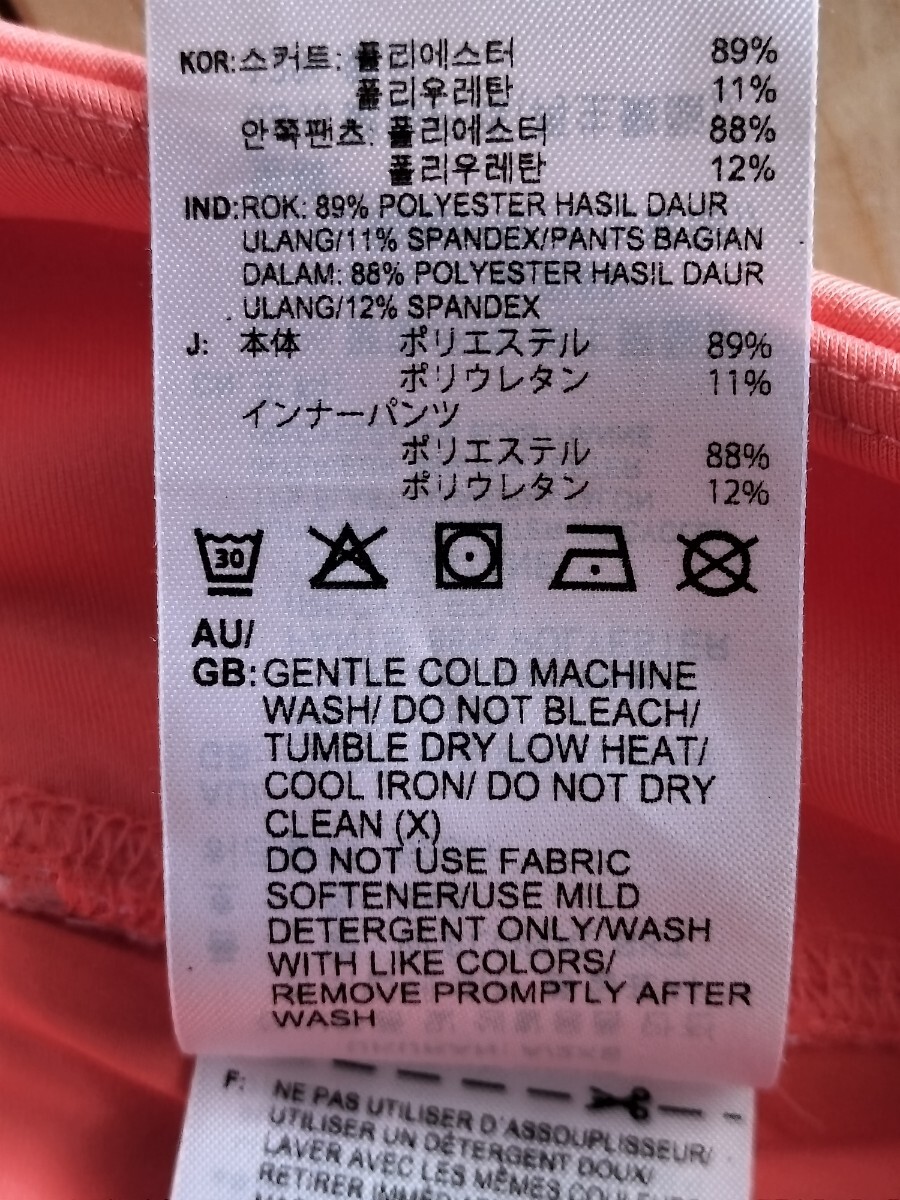 KOR:스커트: 폴리에스터 89%
폴리우레탄 11%
안쪽팬츠: 폴리에스터 88%
폴리우레탄 12%
IND:ROK: 89% POLYESTER HASIL DAUR
ULANG/11% SPANDEX/PANTS BAGIAN
DALAM: 88% POLYESTER HASIL DAUR
ULANG/12% SPANDEX
J: 本体 ポリエステル 89%
ポリウレタン 11%
インナーパンツ
ポリエステル 88%
ポリウレタン 12%
30
AU/
GB:GENTLE COLD MACHINE
WASH/ DO NOT BLEACH/
TUMBLE DRY LOW HEAT/
COOL IRON/ DO NOT DRY
CLEAN (X)
DO NOT USE FABRIC
SOFTENER/USE MILD
DETERGENT ONLY/WASH
WITH LIKE COLORS/
REMOVE PROMPTLY AFTER
WASH
F: NE PAS UTILISER D'ASSOUPLISSEUR/
UTILISER UN DÉTERGENT DOUX/
LAVER AVEC LES MÊMES
RETIRER